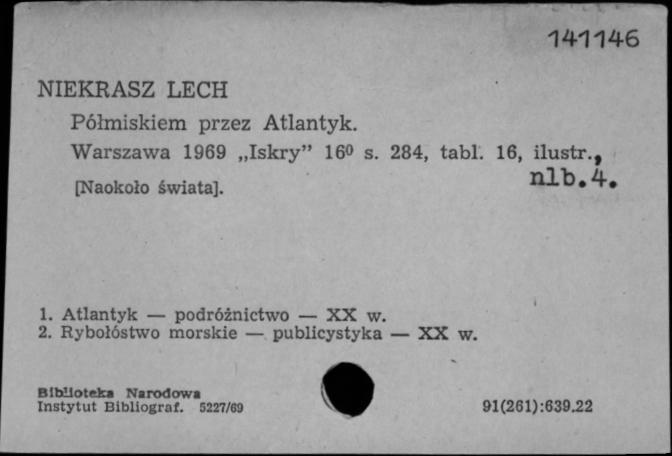 141146
NIEKRASZ LECH
Półmiskiem przez Atlantyk.
Warszawa 1969 „Iskry” 16⁰ s. 284, tabl. 16, ilustr.,
nlb.4.
[Naokoło świata].
1. Atlantyk — podróżnictwo — XX w.
2. Rybołóstwo morskie — publicystyka — XX w.
Biblioteka Narodowa
Instytut Bibliograf. 5227/69
91(261):639.22